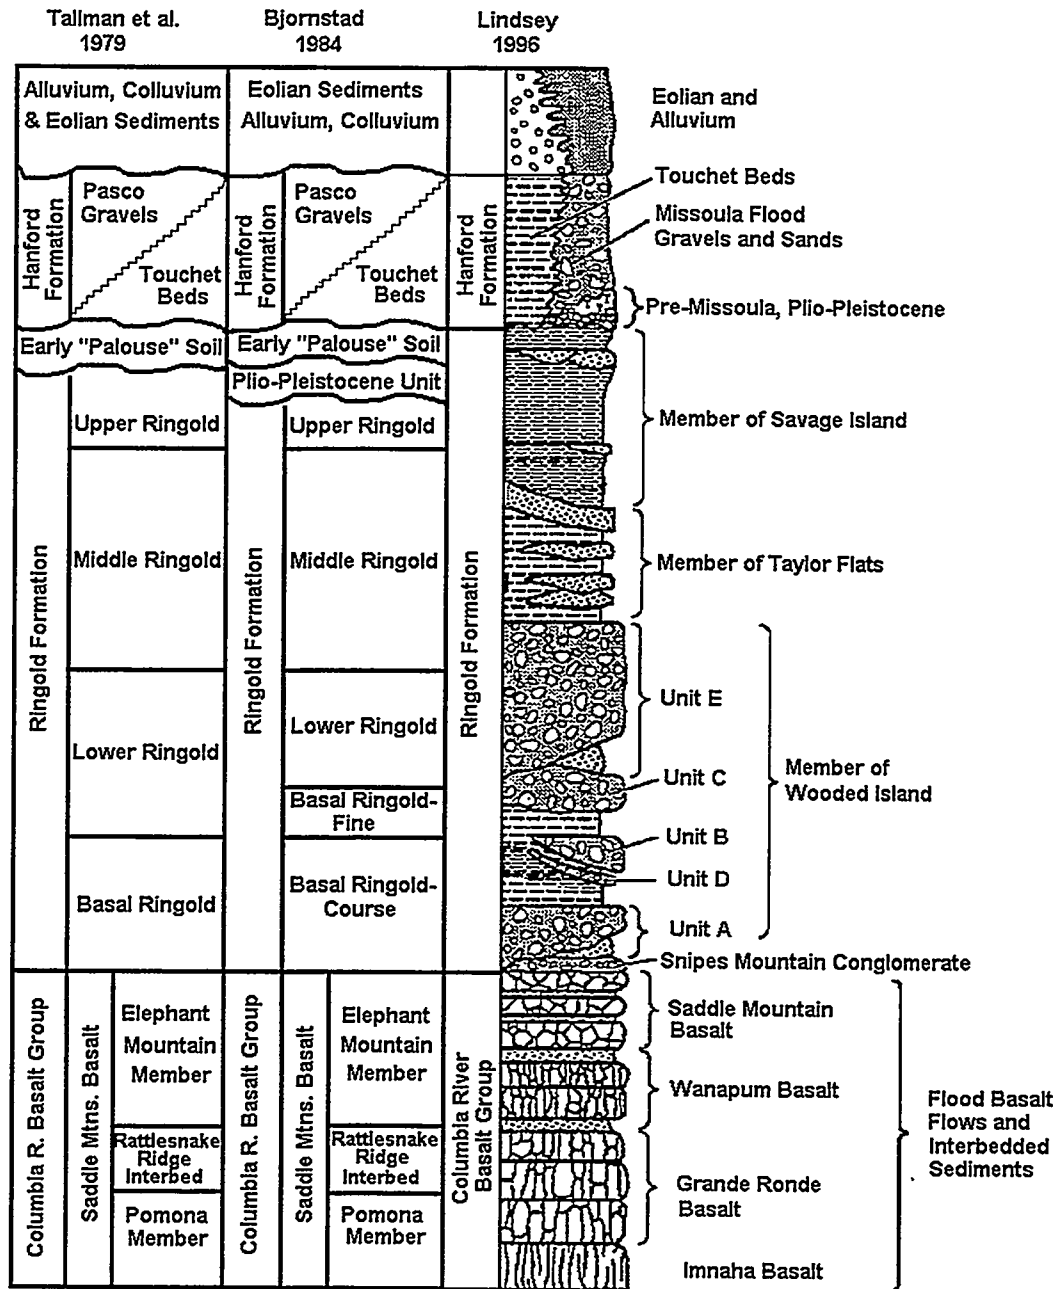 Tallman et al.
1979
Bjornstad
1984
Lindsey
1996
Alluvium, Colluvium
& Eolian Sediments
Eolian Sediments
Alluvium, Colluvium
Eolian and
Alluvium
Hanford
Formation
Pasco
Gravels
Touchet
Beds
Hanford
Formation
Pasco
Gravels
Touchet
Beds
Hanford
Formation
Touchet Beds
Missoula Flood
Gravels and Sands
Pre-Missoula, Plio-Pleistocene
Early "Palouse" Soil
Early "Palouse" Soil
Plio-Pleistocene Unit
Ringold Formation
Upper Ringold
Middle Ringold
Lower Ringold
Basal Ringold
Ringold Formation
Upper Ringold
Middle Ringold
Lower Ringold
Basal Ringold-
Fine
Basal Ringold-
Course
Ringold Formation
Member of Savage Island
Member of Taylor Flats
Unit E
Unit C
Unit B
Unit D
Unit A
Member of
Wooded Island
Snipes Mountain Conglomerate
Columbia R. Basalt Group
Saddle Mtns. Basalt
Elephant
Mountain
Member
Rattlesnake
Ridge
Interbed
Pomona
Member
Columbia R. Basalt Group
Saddle Mtns. Basalt
Elephant
Mountain
Member
Rattlesnake
Ridge
Interbed
Pomona
Member
Columbia River
Basalt Group
Saddle Mountain
Basalt
Wanapum Basalt
Grande Ronde
Basalt
Imnaha Basalt
Flood Basalt
Flows and
Interbedded
Sediments